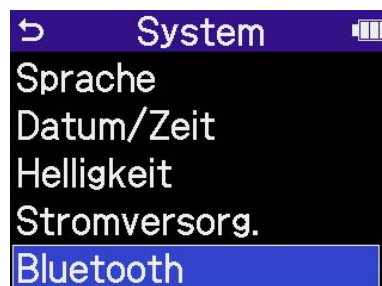 System
Sprache
Datum/Zeit
Helligkeit
Stromversorg.
Bluetooth